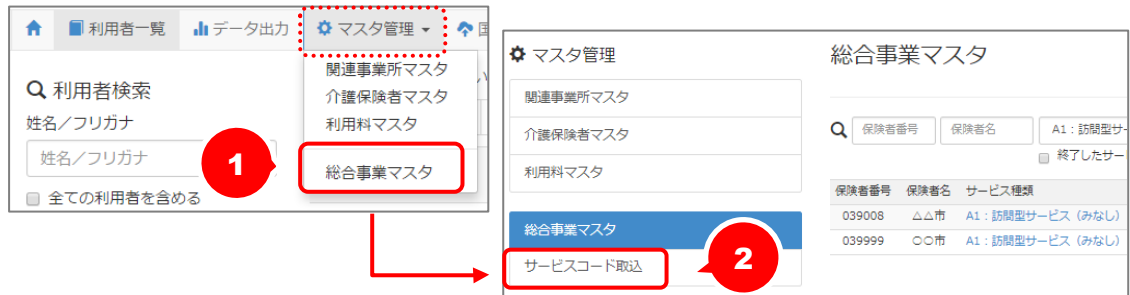 利用者一覧 データ出力 マスタ管理
利用者検索
姓名／フリガナ
姓名／フリガナ
全ての利用者を含める
関連事業所マスタ
介護保険者マスタ
利用料マスタ
総合事業マスタ
1
マスタ管理
関連事業所マスタ
介護保険者マスタ
利用料マスタ
総合事業マスタ
サービスコード取込
2
総合事業マスタ
保険者番号 保険者名 A1：訪問型サー
終了したサー
保険者番号 保険者名 サービス種類
039008 △△市 A1：訪問型サービス（みなし）
039999 〇〇市 A1：訪問型サービス（みなし）